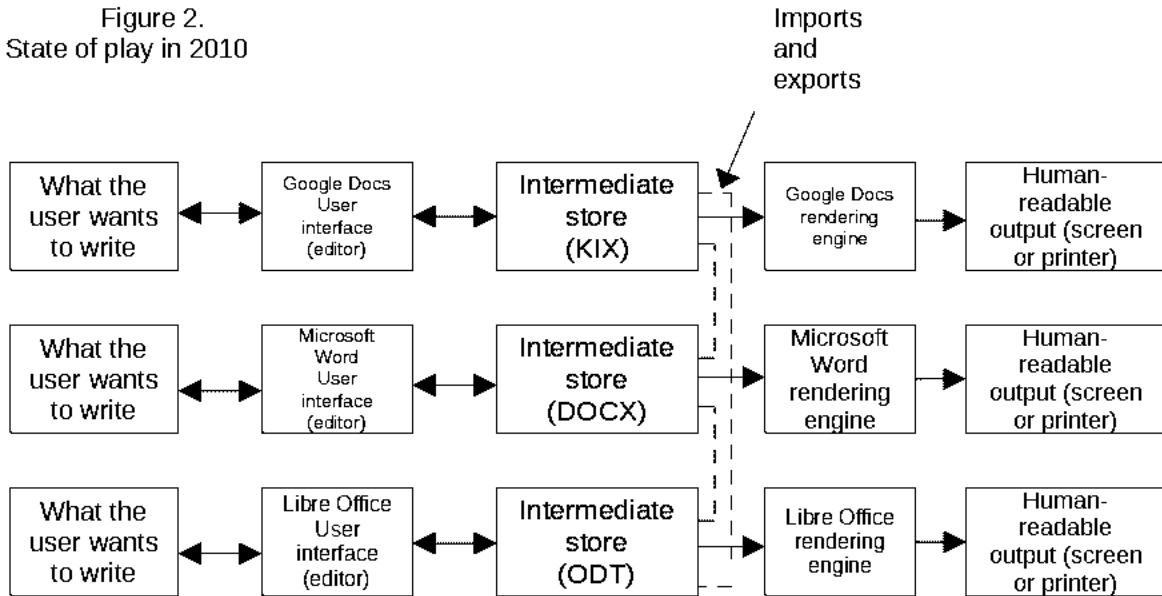 Figure 2.
State of play in 2010
Imports
and
exports
What the
user wants
to write
Google Docs
User
interface
(editor)
Intermediate
store
(KIX)
Google Docs
rendering
engine
Human-
readable
output (screen
or printer)
What the
user wants
to write
Microsoft
Word
User
interface
(editor)
Intermediate
store
(DOCX)
Microsoft
Word
rendering
engine
Human-
readable
output (screen
or printer)
What the
user wants
to write
Libre Office
User
interface
(editor)
Intermediate
store
(ODT)
Libre Office
rendering
engine
Human-
readable
output (screen
or printer)